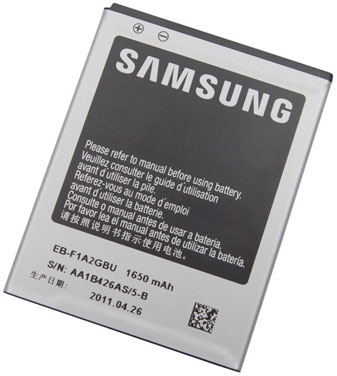 SAMSUNG
Please refer to manual before using battery.
Veuillez consulter le guide d'utilisation
avant d'utiliser la pile.
Referez-vous au mode d'emploi
avant d'utiliser la batterie.
Consulte o manual antes de usar a bateria.
Por favor lea el manual antes de utilizar la batería.
请按照说明书指示使用电池。
EB-F1A2GBU 1650 mAh
S/N: AA1B426AS/5-B
生产日期: 2011.04.26